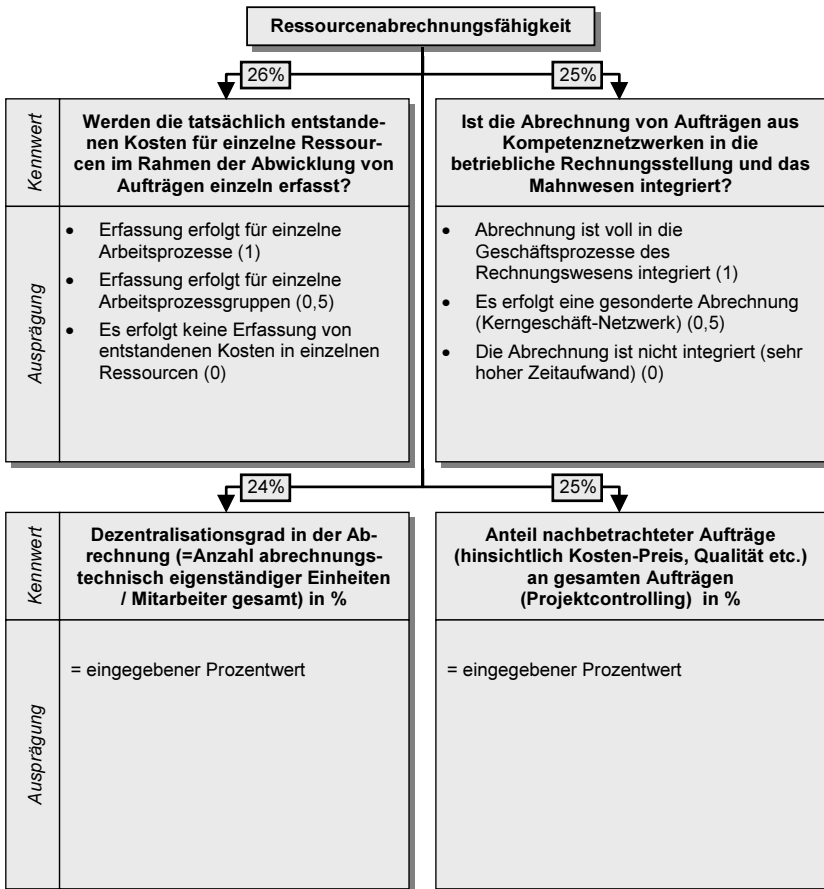 Ressourcenabrechnungsfähigkeit
26%
25%
Kennwert
Werden die tatsächlich entstande-
nen Kosten für einzelne Ressour-
cen im Rahmen der Abwicklung von
Aufträgen einzeln erfasst?
Ist die Abrechnung von Aufträgen aus
Kompetenznetzwerken in die
betriebliche Rechnungsstellung und das
Mahnwesen integriert?
Ausprägung
• Erfassung erfolgt für einzelne
Arbeitsprozesse (1)
• Erfassung erfolgt für einzelne
Arbeitsprozessgruppen (0,5)
• Es erfolgt keine Erfassung von
entstandenen Kosten in einzelnen
Ressourcen (0)
• Abrechnung ist voll in die
Geschäftsprozesse des
Rechnungswesens integriert (1)
• Es erfolgt eine gesonderte Abrechnung
(Kerngeschäft-Netzwerk) (0,5)
• Die Abrechnung ist nicht integriert (sehr
hoher Zeitaufwand) (0)
24%
25%
Kennwert
Dezentralisationsgrad in der Ab-
rechnung (=Anzahl abrechnungs-
technisch eigenständiger Einheiten
/ Mitarbeiter gesamt) in %
Anteil nachbetrachteter Aufträge
(hinsichtlich Kosten-Preis, Qualität etc.)
an gesamten Aufträgen
(Projektcontrolling) in %
Ausprägung
= eingegebener Prozentwert
= eingegebener Prozentwert